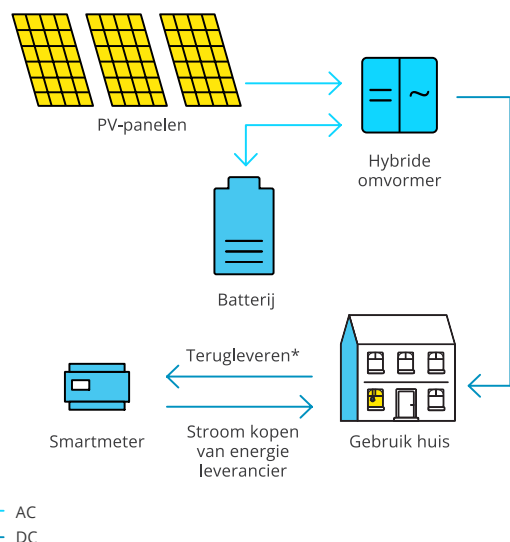 PV-panelen
Hybride
omvormer
Batterij
Terugleveren*
Smartmeter
Stroom kopen
van energie
leverancier
Gebruik huis
AC
DC